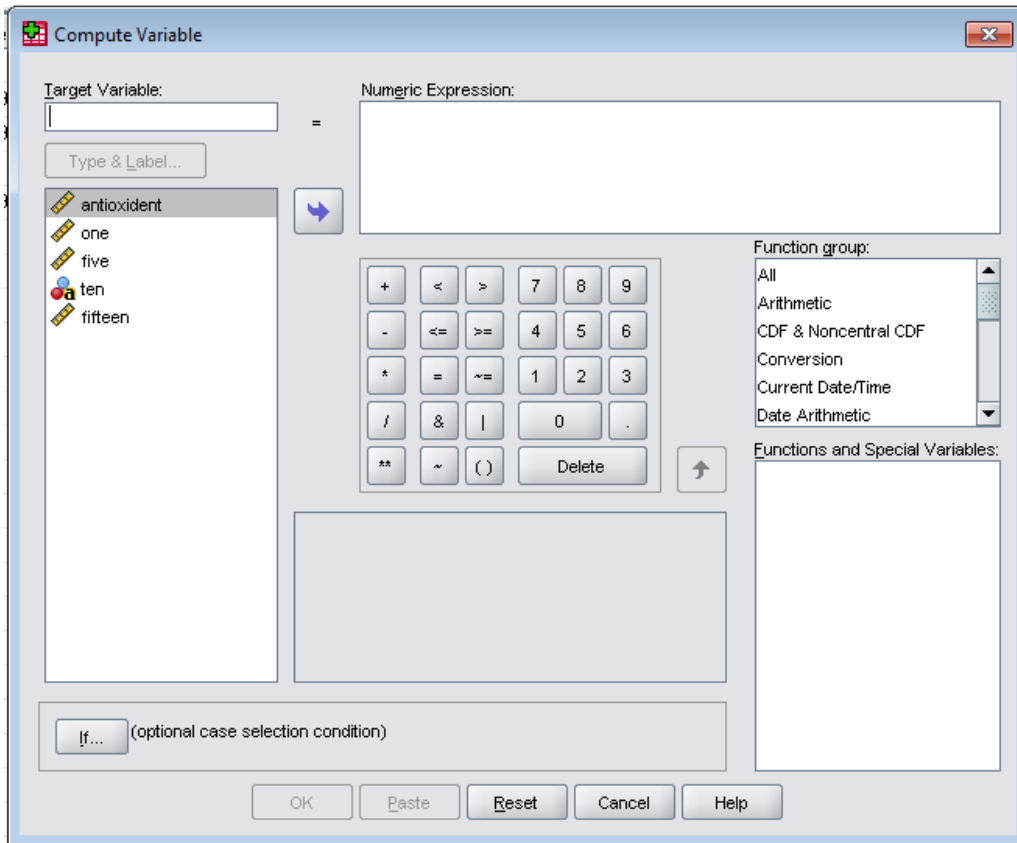 Compute Variable
Target Variable:
Numeric Expression:
=
Type & Label...
antioxident
one
five
ten
fifteen
Function group:
All
Arithmetic
CDF & Noncentral CDF
Conversion
Current Date/Time
Date Arithmetic
+ < > 7 8 9
- <= >= 4 5 6
* = ~= 1 2 3
/ & | 0 .
** ~ ( ) Delete
Functions and Special Variables:
If... (optional case selection condition)
OK Paste Reset Cancel Help